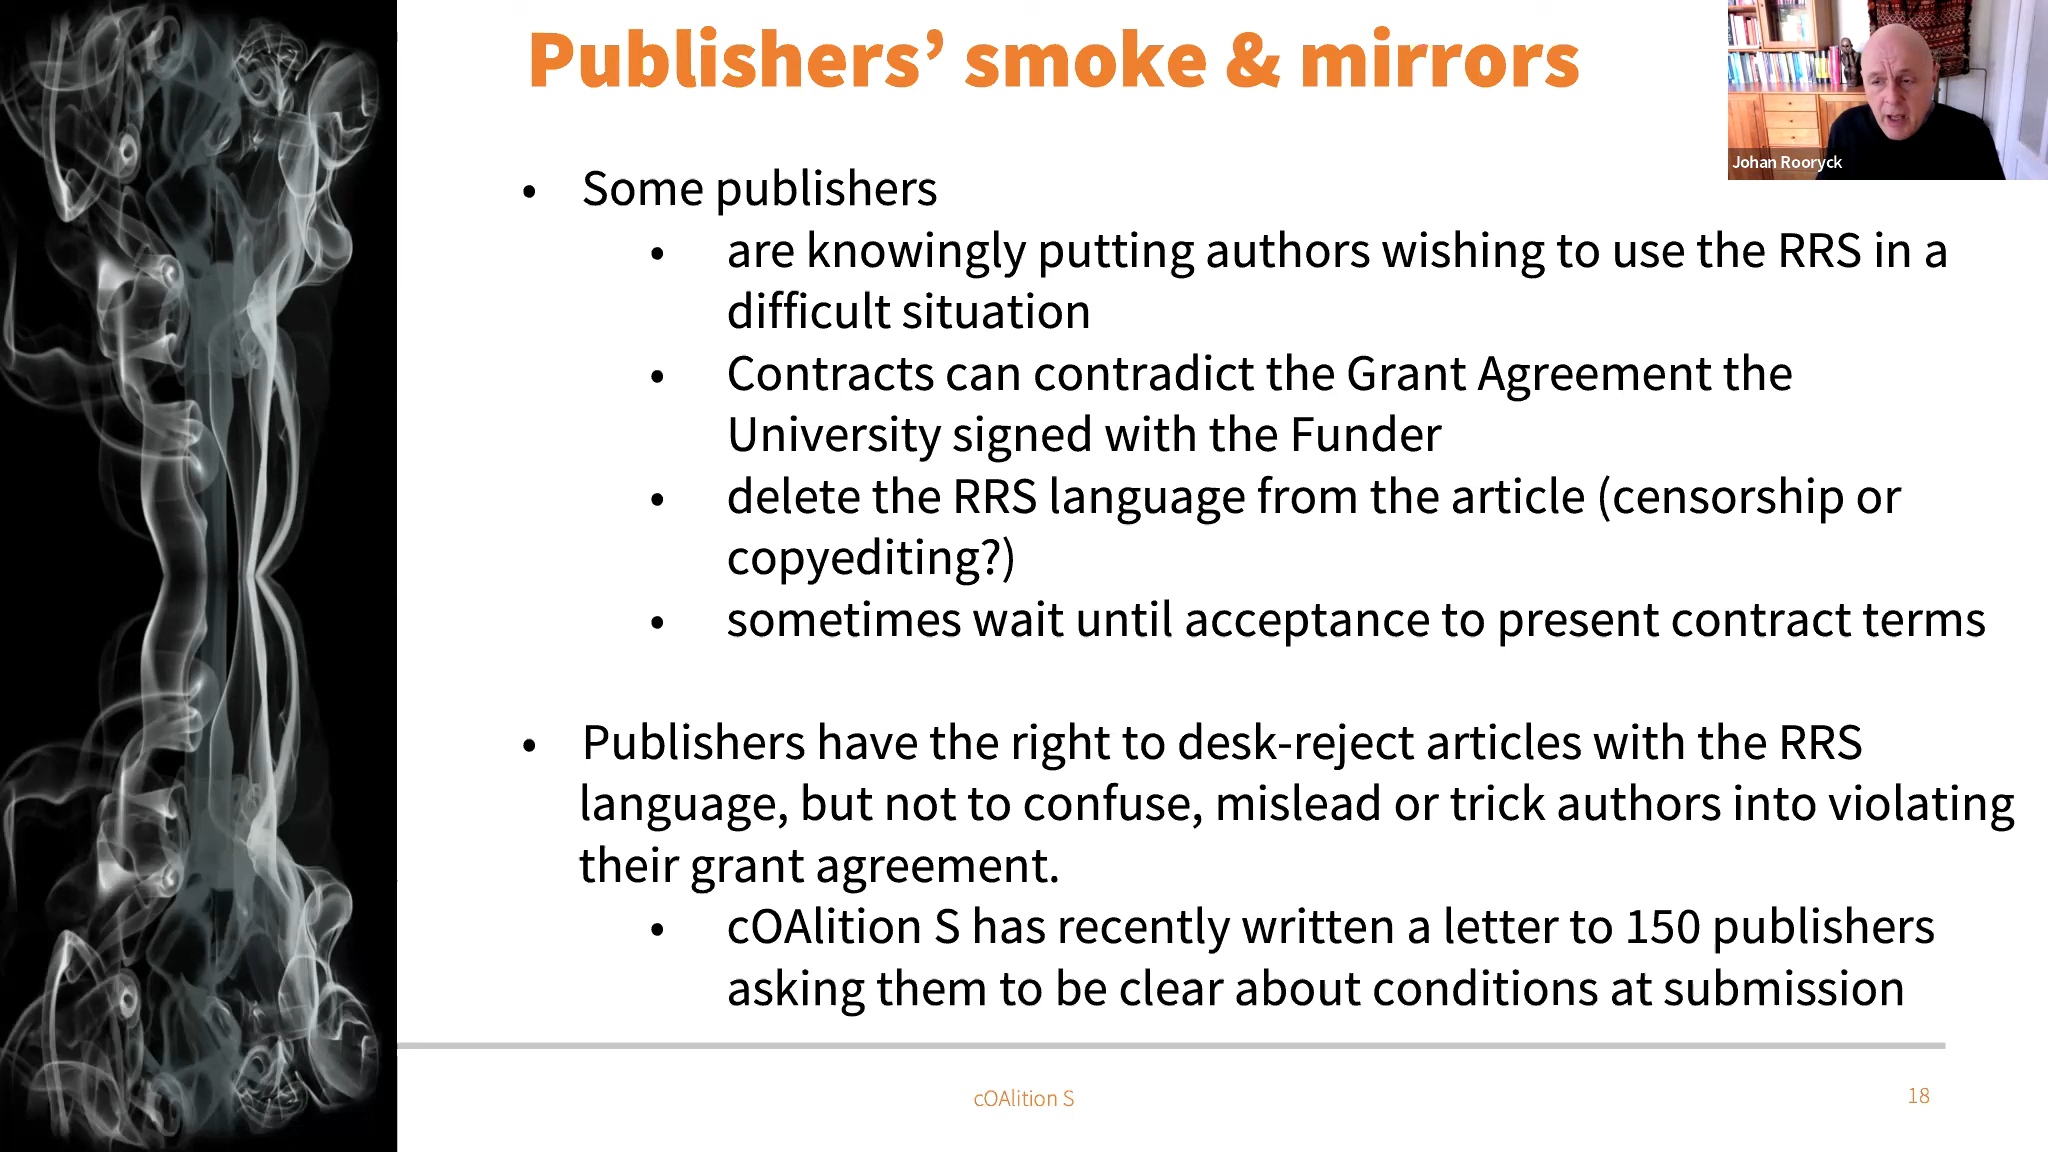 Publishers’ smoke & mirrors
Johan Rooryck
• Some publishers
• are knowingly putting authors wishing to use the RRS in a
difficult situation
• Contracts can contradict the Grant Agreement the
University signed with the Funder
• delete the RRS language from the article (censorship or
copyediting?)
• sometimes wait until acceptance to present contract terms
• Publishers have the right to desk-reject articles with the RRS
language, but not to confuse, mislead or trick authors into violating
their grant agreement.
• cOAlition S has recently written a letter to 150 publishers
asking them to be clear about conditions at submission
cOAlition S
18